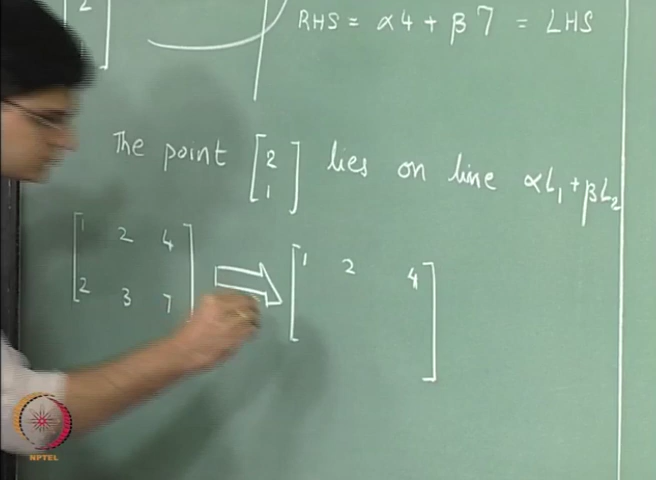 2
RHS = α4 + β7 = LHS
The point [2 1] lies on line αL₁+βL₂
1 2 4
2 3 7
1 2 4
NPTEL